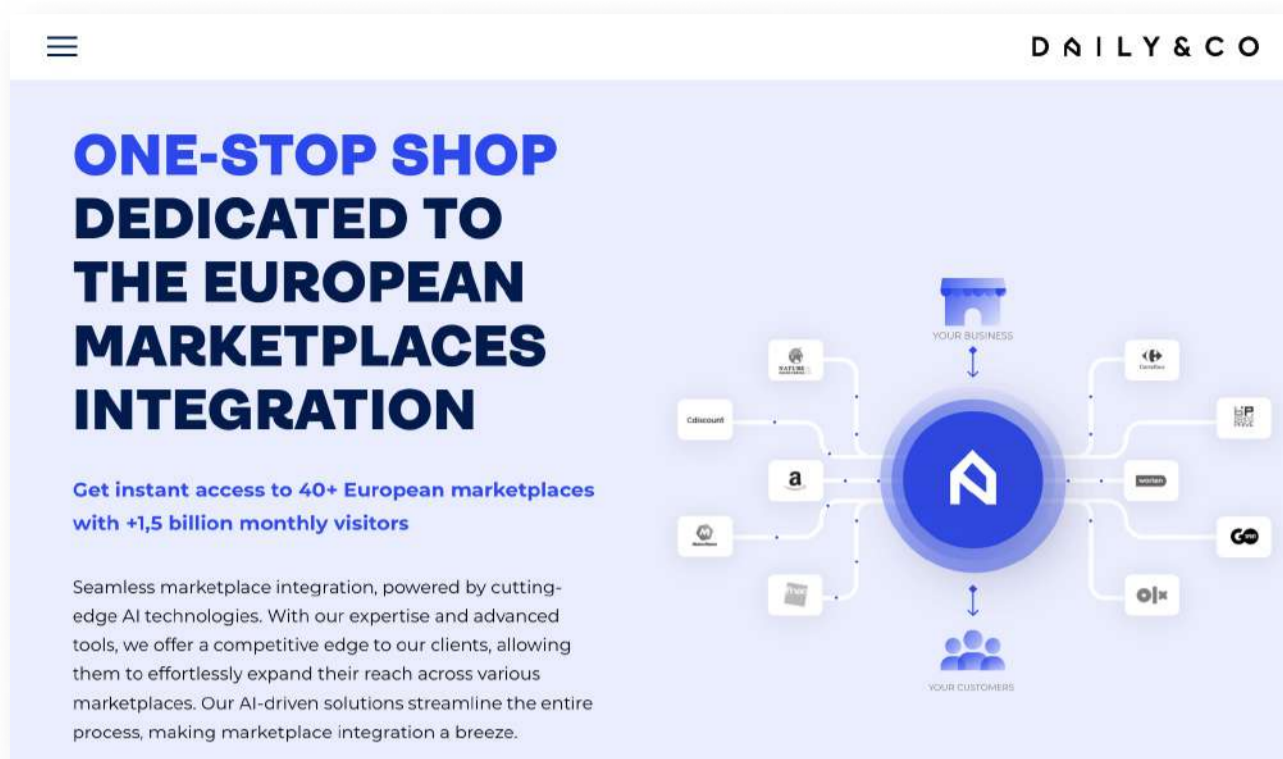 DAILY&CO
ONE-STOP SHOP
DEDICATED TO
THE EUROPEAN
MARKETPLACES
INTEGRATION
Get instant access to 40+ European marketplaces
with +1,5 billion monthly visitors
Seamless marketplace integration, powered by cutting-
edge AI technologies. With our expertise and advanced
tools, we offer a competitive edge to our clients, allowing
them to effortlessly expand their reach across various
marketplaces. Our AI-driven solutions streamline the entire
process, making marketplace integration a breeze.
YOUR BUSINESS
NATURE &
Carrefour
Cdiscount
a
worten
olx
YOUR CUSTOMERS